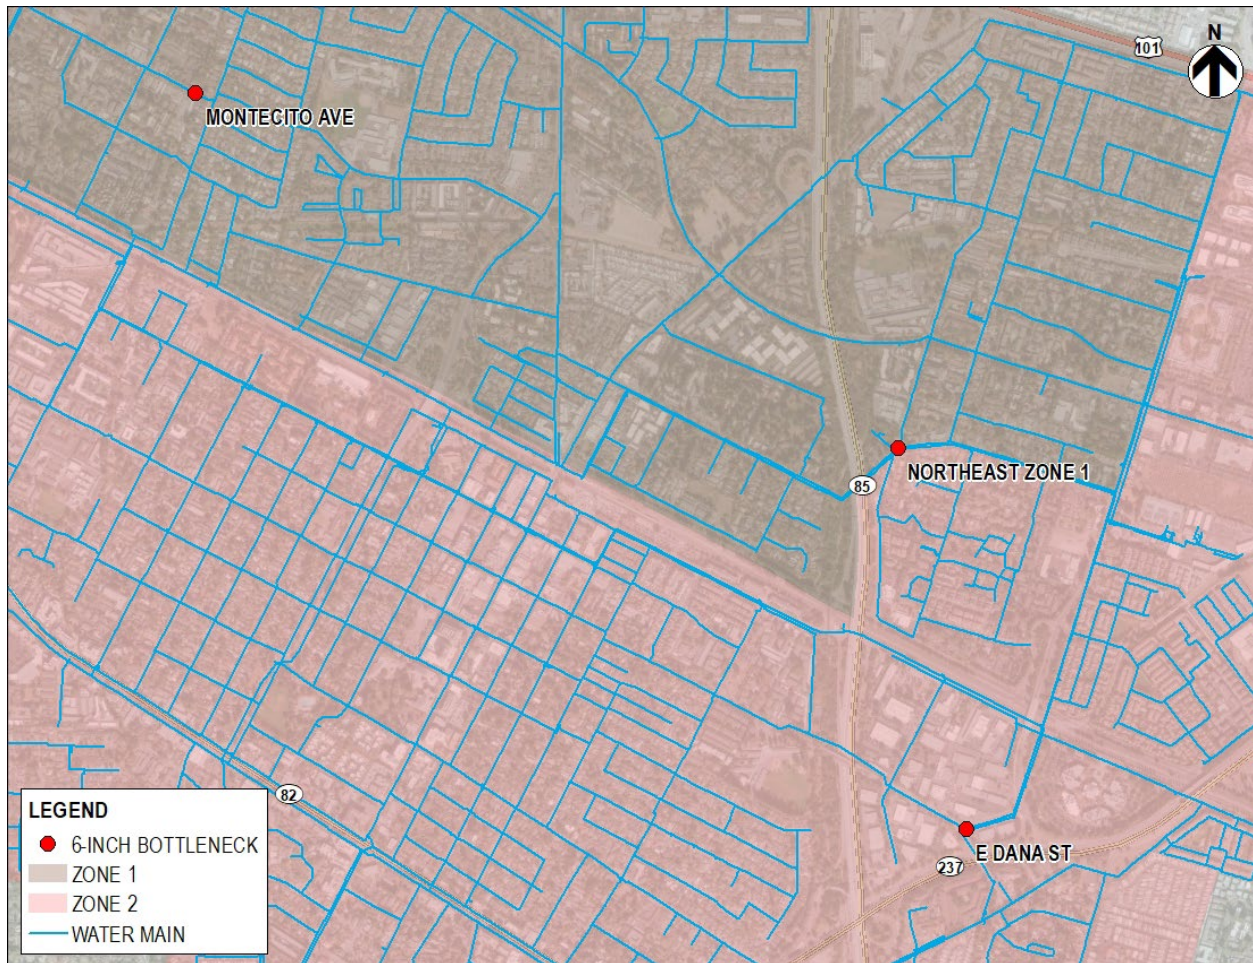 N
101
MONTECITO AVE
NORTHEAST ZONE 1
85
82
E DANA ST
237
LEGEND
6-INCH BOTTLENECK
ZONE 1
ZONE 2
WATER MAIN